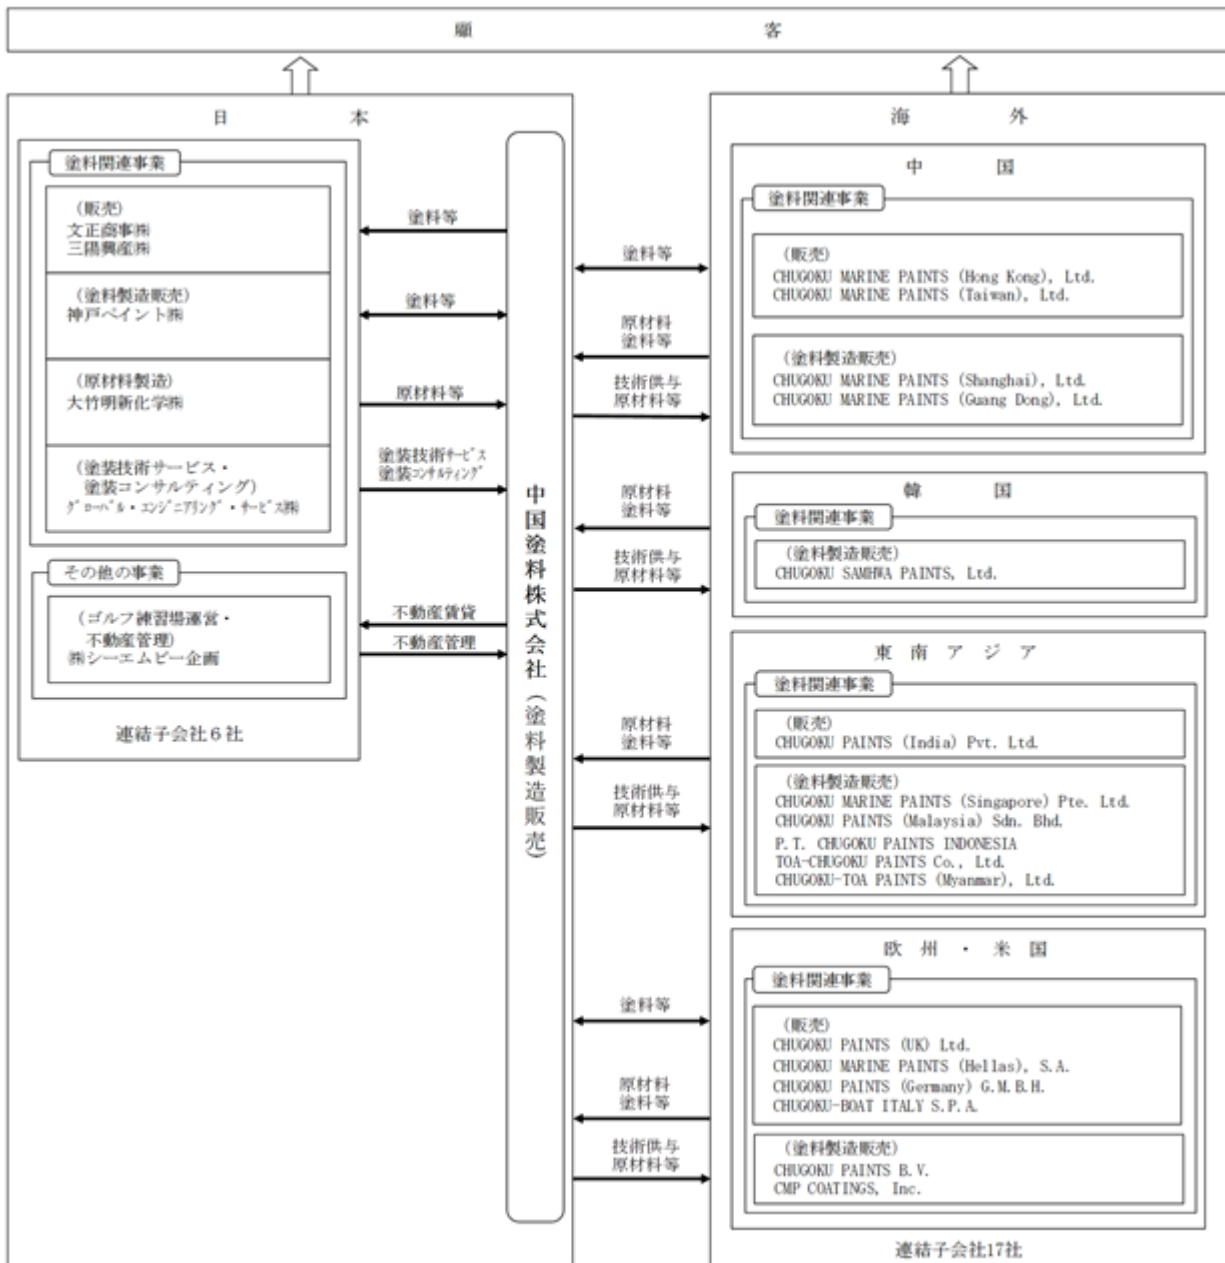 顧客
日本
塗料関連事業
(販売)
文正商事㈱
三陽興産㈱
(塗料製造販売)
神戸ペイント㈱
(原材料製造)
大竹明新化学㈱
(塗装技術サービス・
塗装コンサルティング)
グローバル・エンジニアリング・サービス㈱
その他の事業
(ゴルフ練習場運営・
不動産管理)
㈱シーエムピー企画
連結子会社6社
塗料等
塗料等
原材料等
塗装技術サービス
塗装コンサルティング
不動産賃貸
不動産管理
中国塗料株式会社(塗料製造販売)
塗料等
原材料
塗料等
技術供与
原材料等
原材料
塗料等
技術供与
原材料等
原材料
塗料等
技術供与
原材料等
塗料等
原材料
塗料等
技術供与
原材料等
海外
中国
塗料関連事業
(販売)
CHUGOKU MARINE PAINTS (Hong Kong), Ltd.
CHUGOKU MARINE PAINTS (Taiwan), Ltd.
(塗料製造販売)
CHUGOKU MARINE PAINTS (Shanghai), Ltd.
CHUGOKU MARINE PAINTS (Guang Dong), Ltd.
韓国
塗料関連事業
(塗料製造販売)
CHUGOKU SAMHWA PAINTS, Ltd.
東南アジア
塗料関連事業
(販売)
CHUGOKU PAINTS (India) Pvt. Ltd.
(塗料製造販売)
CHUGOKU MARINE PAINTS (Singapore) Pte. Ltd.
CHUGOKU PAINTS (Malaysia) Sdn. Bhd.
P.T. CHUGOKU PAINTS INDONESIA
TOA-CHUGOKU PAINTS Co., Ltd.
CHUGOKU-TOA PAINTS (Myanmar), Ltd.
欧州・米国
塗料関連事業
(販売)
CHUGOKU PAINTS (UK) Ltd.
CHUGOKU MARINE PAINTS (Hellas), S.A.
CHUGOKU PAINTS (Germany) G.M.B.H.
CHUGOKU-BOAT ITALY S.P.A.
(塗料製造販売)
CHUGOKU PAINTS B.V.
CMP COATINGS, Inc.
連結子会社17社